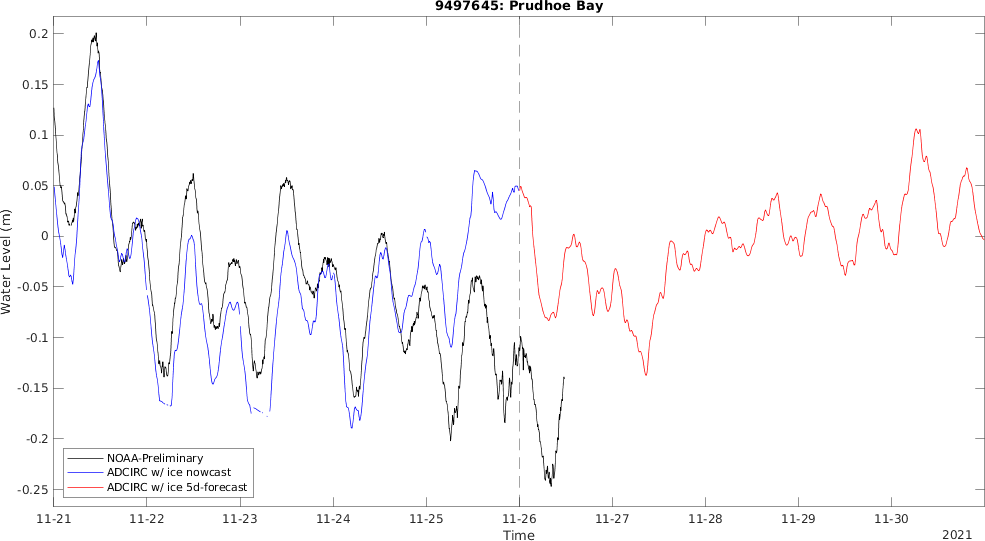 9497645: Prudhoe Bay
0.2
0.15
0.1
0.05
0
-0.05
-0.1
-0.15
-0.2
-0.25
Water Level (m)
NOAA-Preliminary
ADCIRC w/ ice nowcast
ADCIRC w/ ice 5d-forecast
11-21 11-22 11-23 11-24 11-25 11-26 11-27 11-28 11-29 11-30
Time
2021